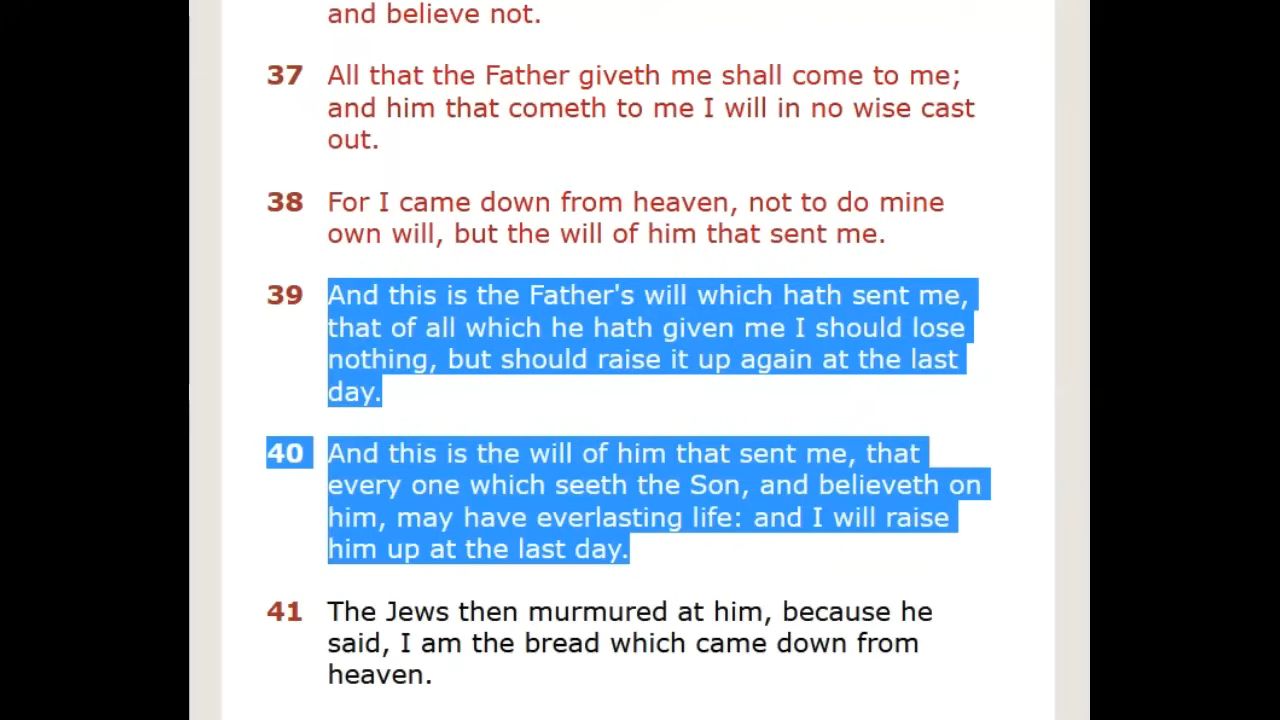 and believe not.
37 All that the Father giveth me shall come to me;
and him that cometh to me I will in no wise cast
out.
38 For I came down from heaven, not to do mine
own will, but the will of him that sent me.
39 And this is the Father's will which hath sent me,
that of all which he hath given me I should lose
nothing, but should raise it up again at the last
day.
40 And this is the will of him that sent me, that
every one which seeth the Son, and believeth on
him, may have everlasting life: and I will raise
him up at the last day.
41 The Jews then murmured at him, because he
said, I am the bread which came down from
heaven.